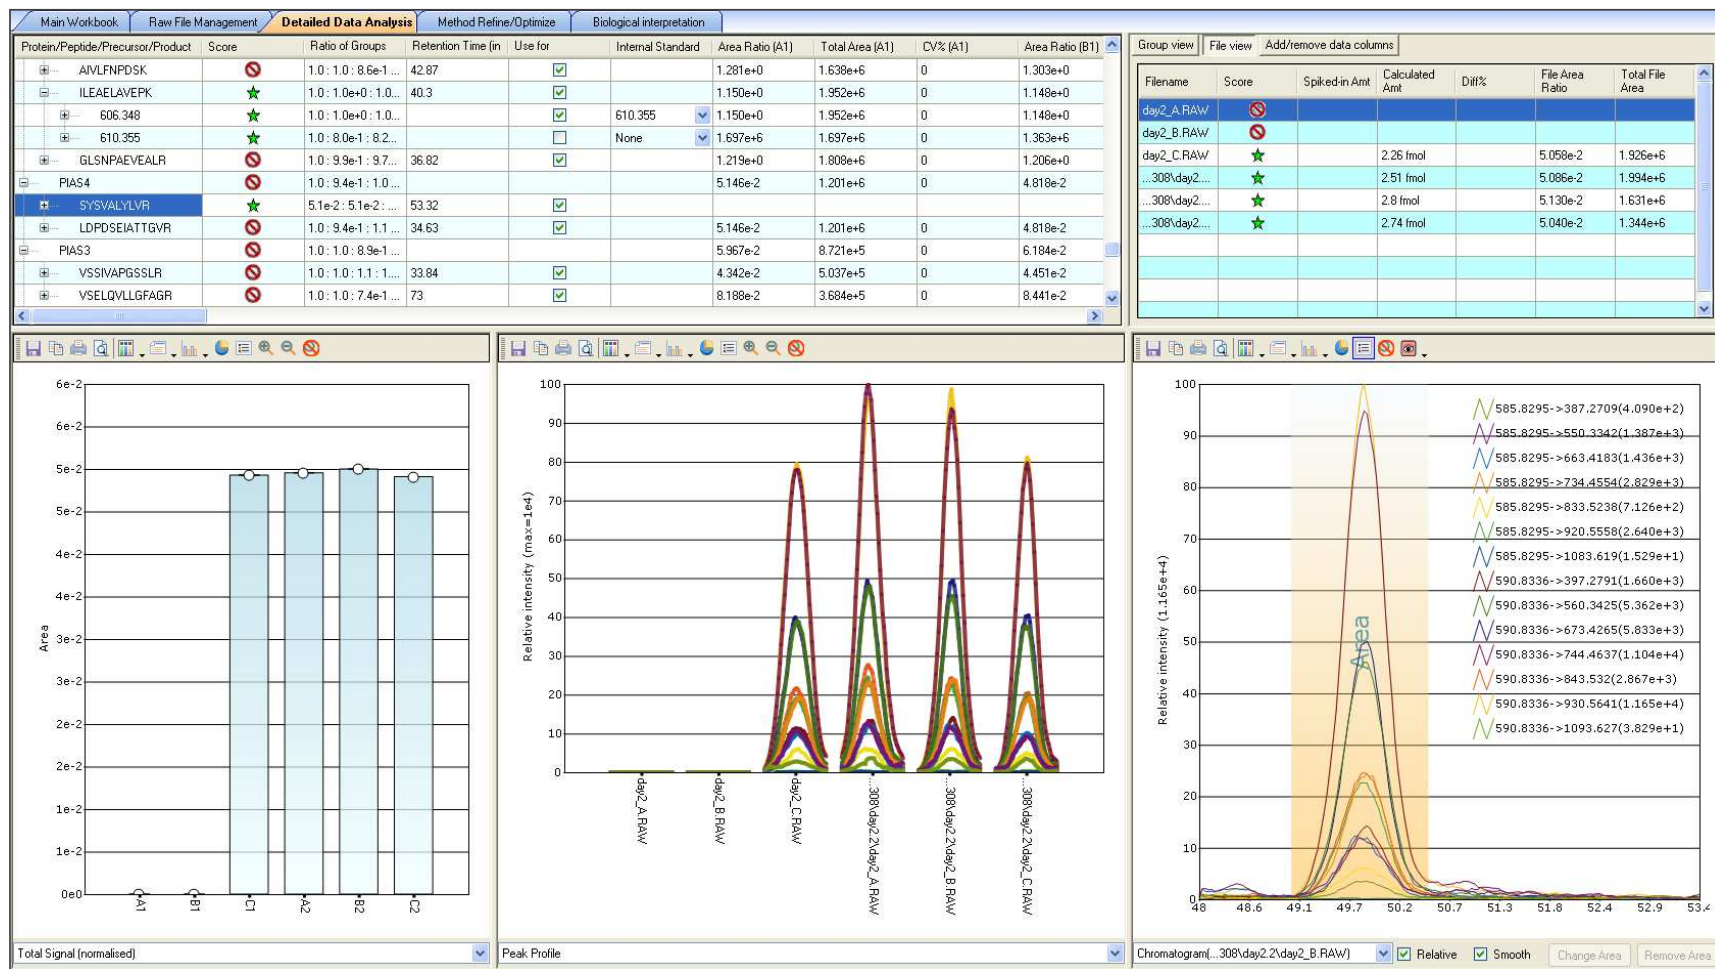 Main Workbook Raw File Management Detailed Data Analysis Method Refine/Optimize Biological interpretation
Protein/Peptide/Precursor/Product Score Ratio of Groups Retention Time (in Use for Internal Standard Area Ratio (A1) Total Area (A1) CV% (A1) Area Ratio (B1)
AIVLFNPDSK 1.0 : 1.0 : 8.6e-1 ... 42.87 1.281e+0 1.638e+6 0 1.303e+0
ILEAELAVEPK 1.0 : 1.0e+0 : 1.0... 40.3 1.150e+0 1.952e+6 0 1.148e+0
606.348 1.0 : 1.0e+0 : 1.0... 610.355 1.150e+0 1.952e+6 0 1.148e+0
610.355 1.0 : 8.0e-1 : 8.2... None 1.697e+6 1.697e+6 0 1.363e+6
GLSNPAEVEALR 1.0 : 9.9e-1 : 9.7... 36.82 1.219e+0 1.808e+6 0 1.206e+0
PIAS4 1.0 : 9.4e-1 : 1.0 ... 5.146e-2 1.201e+6 0 4.818e-2
SYSVALYLVR 5.1e-2 : 5.1e-2 : ... 53.32
LDPDSEIATTGVR 1.0 : 9.4e-1 : 1.1 ... 34.63 5.146e-2 1.201e+6 0 4.818e-2
PIAS3 1.0 : 1.0 : 8.9e-1 ... 5.967e-2 8.721e+5 0 6.184e-2
VSSIVAPGSSLR 1.0 : 1.0 : 1.1 : 1.... 33.84 4.342e-2 5.037e+5 0 4.451e-2
VSELQVLLGFAGR 1.0 : 1.0 : 7.4e-1 ... 73 8.188e-2 3.684e+5 0 8.441e-2
Group view File view Add/remove data columns
Filename Score Spiked-in Amt Calculated Amt Diff% File Area Ratio Total File Area
day2_A.RAW
day2_B.RAW
day2_C.RAW 2.26 fmol 5.058e-2 1.926e+6
...308\day2.... 2.51 fmol 5.086e-2 1.994e+6
...308\day2.... 2.8 fmol 5.130e-2 1.631e+6
...308\day2.... 2.74 fmol 5.040e-2 1.344e+6
6e-2
6e-2
5e-2
5e-2
4e-2
4e-2
3e-2
3e-2
2e-2
2e-2
1e-2
1e-2
0e0
Area
A1 B1 C1 A2 B2 C2
Total Signal (normalised)
100
90
80
70
60
50
40
30
20
10
0
Relative intensity (max=1e4)
day2_A.RAW
day2_B.RAW
day2_C.RAW
...308\day2.2\day2_A.RAW
...308\day2.2\day2_B.RAW
...308\day2.2\day2_C.RAW
Peak Profile
100
90
80
70
60
50
40
30
20
10
0
Relative intensity (1.165e+4)
Area
585.8295->387.2709(4.090e+2)
585.8295->550.3342(1.387e+3)
585.8295->663.4183(1.436e+3)
585.8295->734.4554(2.829e+3)
585.8295->833.5238(7.126e+2)
585.8295->920.5558(2.640e+3)
585.8295->1083.619(1.529e+1)
590.8336->397.2791(1.660e+3)
590.8336->560.3425(5.362e+3)
590.8336->673.4265(5.833e+3)
590.8336->744.4637(1.104e+4)
590.8336->843.532(2.867e+3)
590.8336->930.5641(1.165e+4)
590.8336->1093.627(3.829e+1)
48 48.6 49.1 49.7 50.2 50.7 51.3 51.8 52.4 52.9 53.4
Chromatogram(...308\day2.2\day2_B.RAW) Relative Smooth Change Area Remove Area